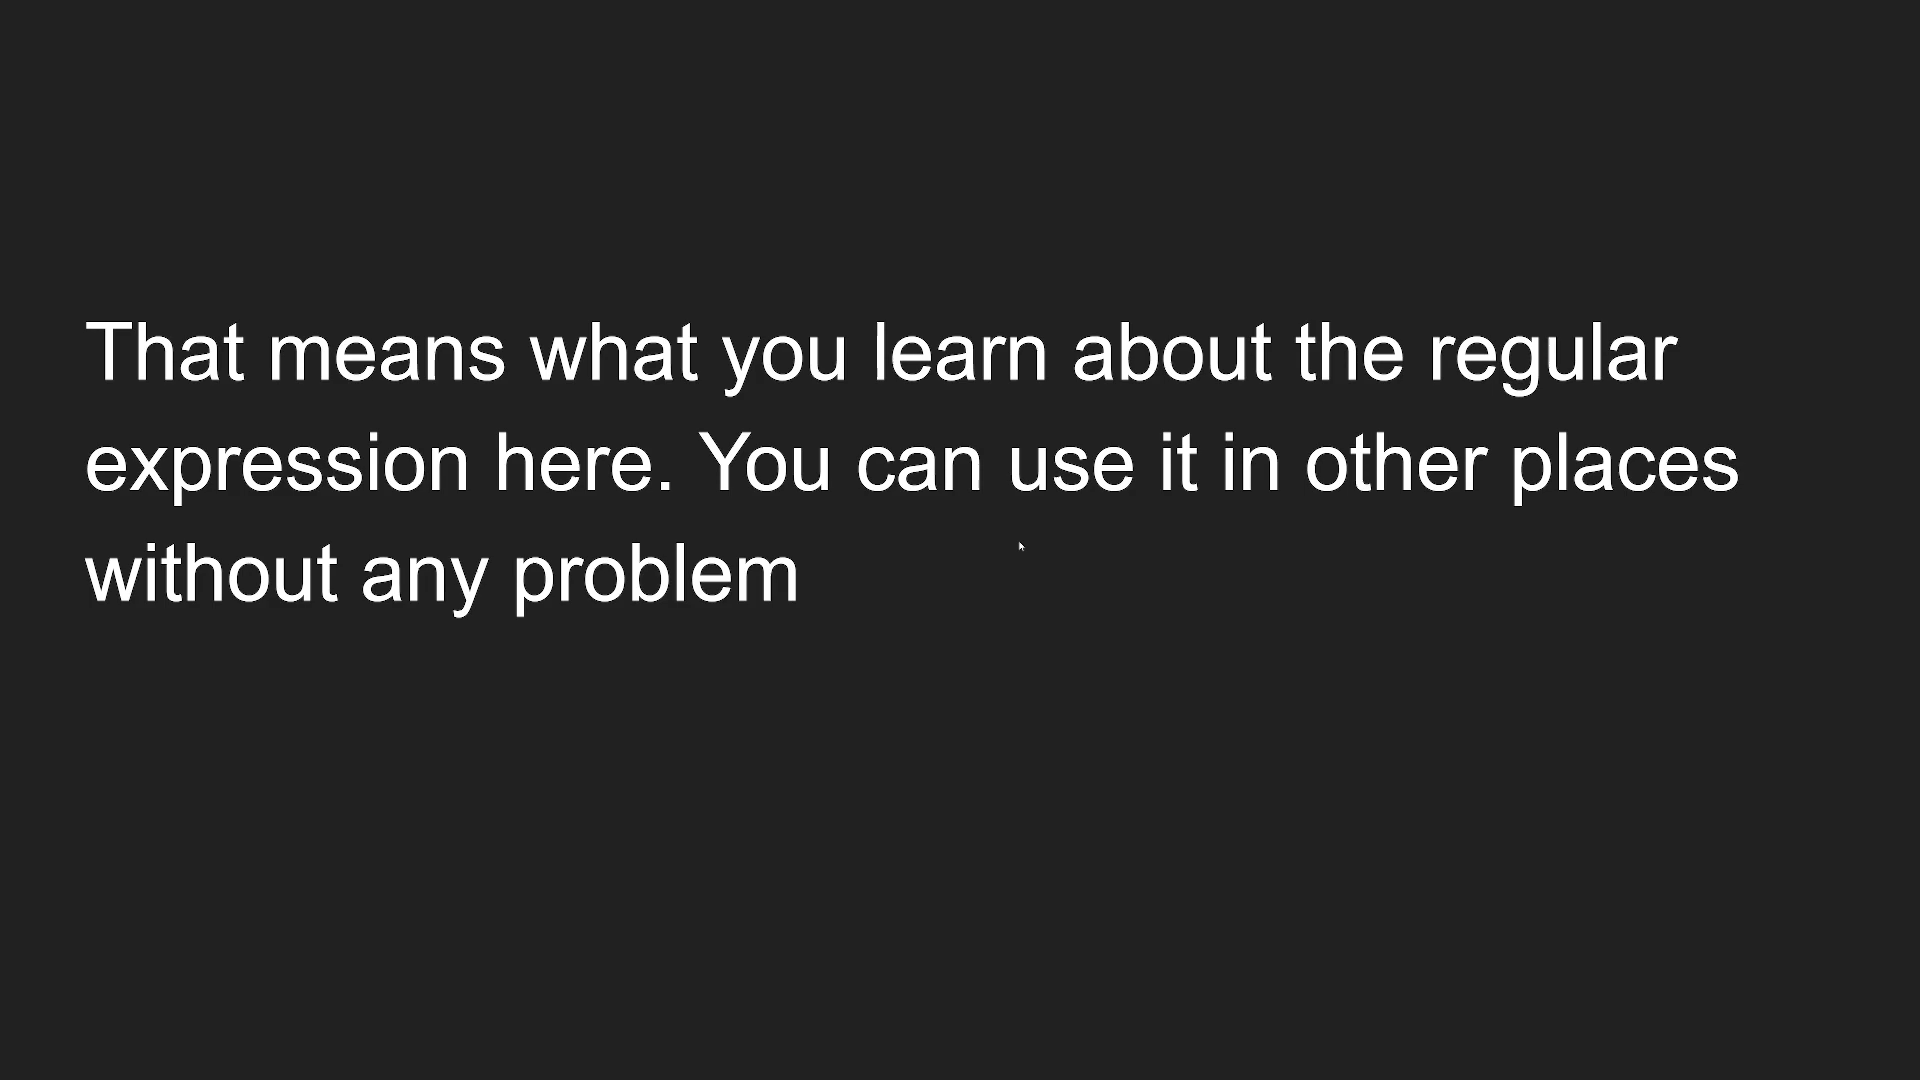 That means what you learn about the regular
expression here. You can use it in other places
without any problem